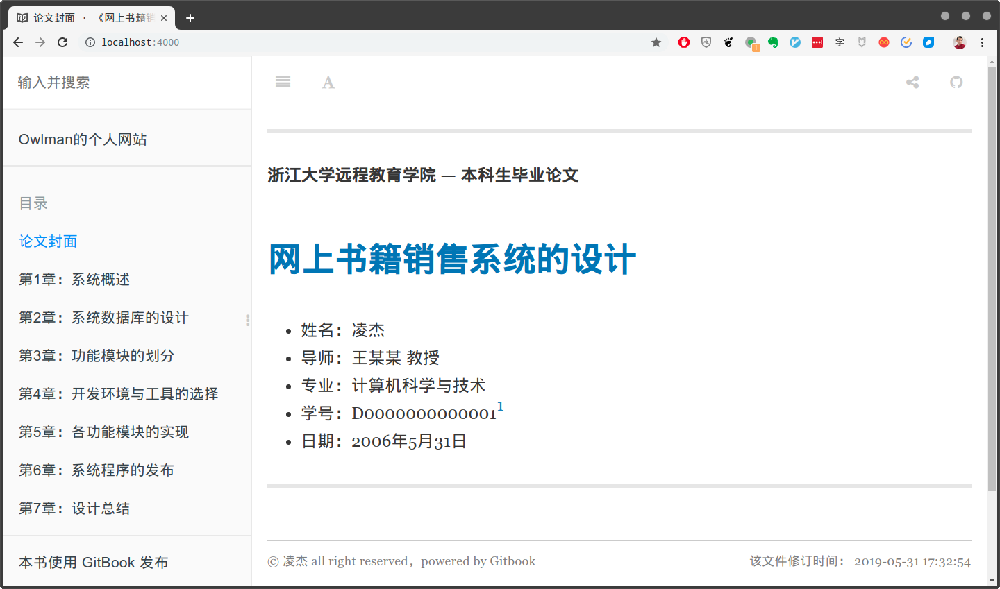 论文封面 · 《网上书籍销
localhost:4000
1
字
输入并搜索
A
Owlman的个人网站
目录
论文封面
第1章：系统概述
第2章：系统数据库的设计
第3章：功能模块的划分
第4章：开发环境与工具的选择
第5章：各功能模块的实现
第6章：系统程序的发布
第7章：设计总结
本书使用 GitBook 发布
浙江大学远程教育学院 — 本科生毕业论文
网上书籍销售系统的设计
姓名：凌杰
导师：王某某 教授
专业：计算机科学与技术
学号：D0000000000001¹
日期：2006年5月31日
© 凌杰 all right reserved，powered by Gitbook
该文件修订时间： 2019-05-31 17:32:54